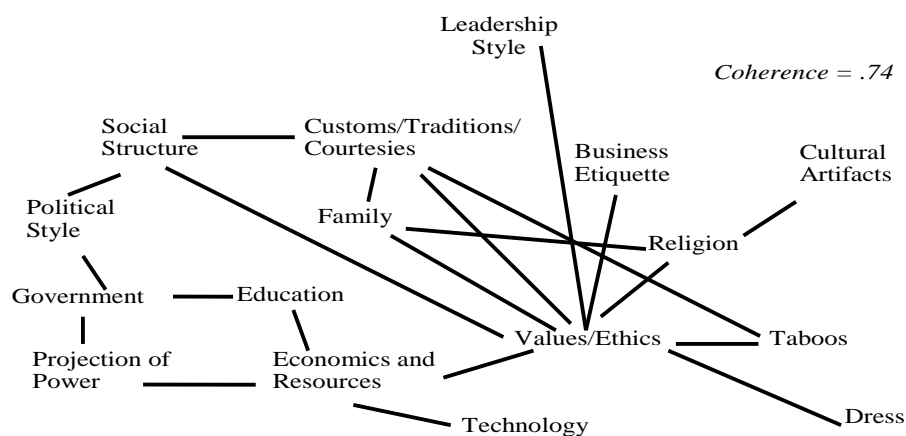 Leadership
Style
Coherence = .74
Social
Structure
Customs/Traditions/
Courtesies
Business
Etiquette
Cultural
Artifacts
Political
Style
Family
Religion
Government
Education
Values/Ethics
Taboos
Projection of
Power
Economics and
Resources
Technology
Dress